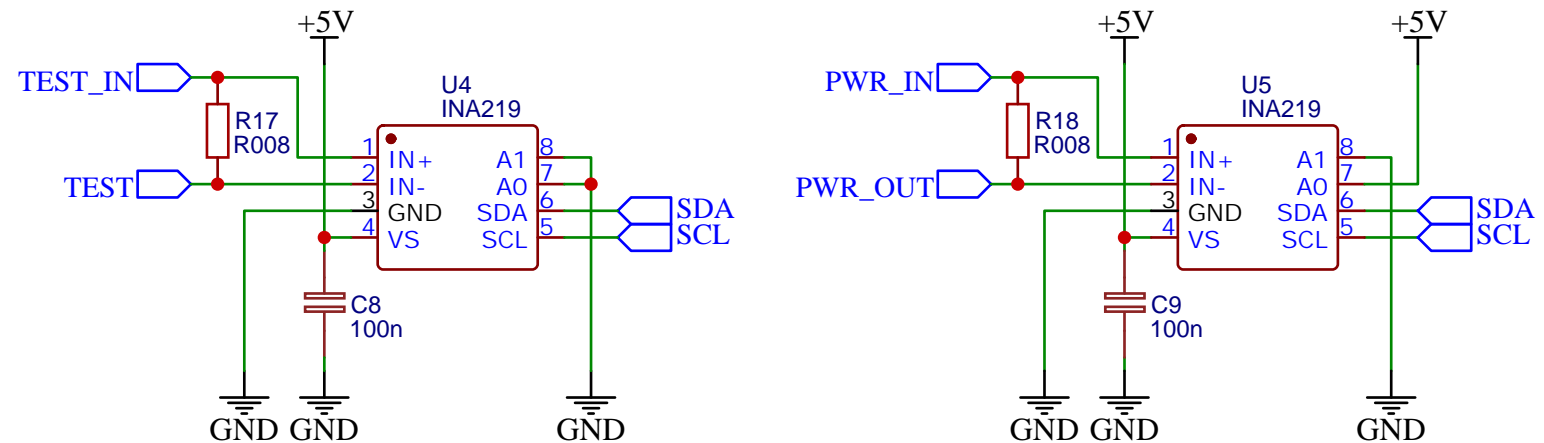 +5V
TEST_IN
U4
INA219
R17
R008
TEST
1 IN+ A1 8
2 IN- A0 7
3 GND SDA 6 SDA
4 VS SCL 5 SCL
C8
100n
GND GND GND
+5V +5V
PWR_IN
U5
INA219
R18
R008
PWR_OUT
1 IN+ A1 8
2 IN- A0 7
3 GND SDA 6 SDA
4 VS SCL 5 SCL
C9
100n
GND GND GND